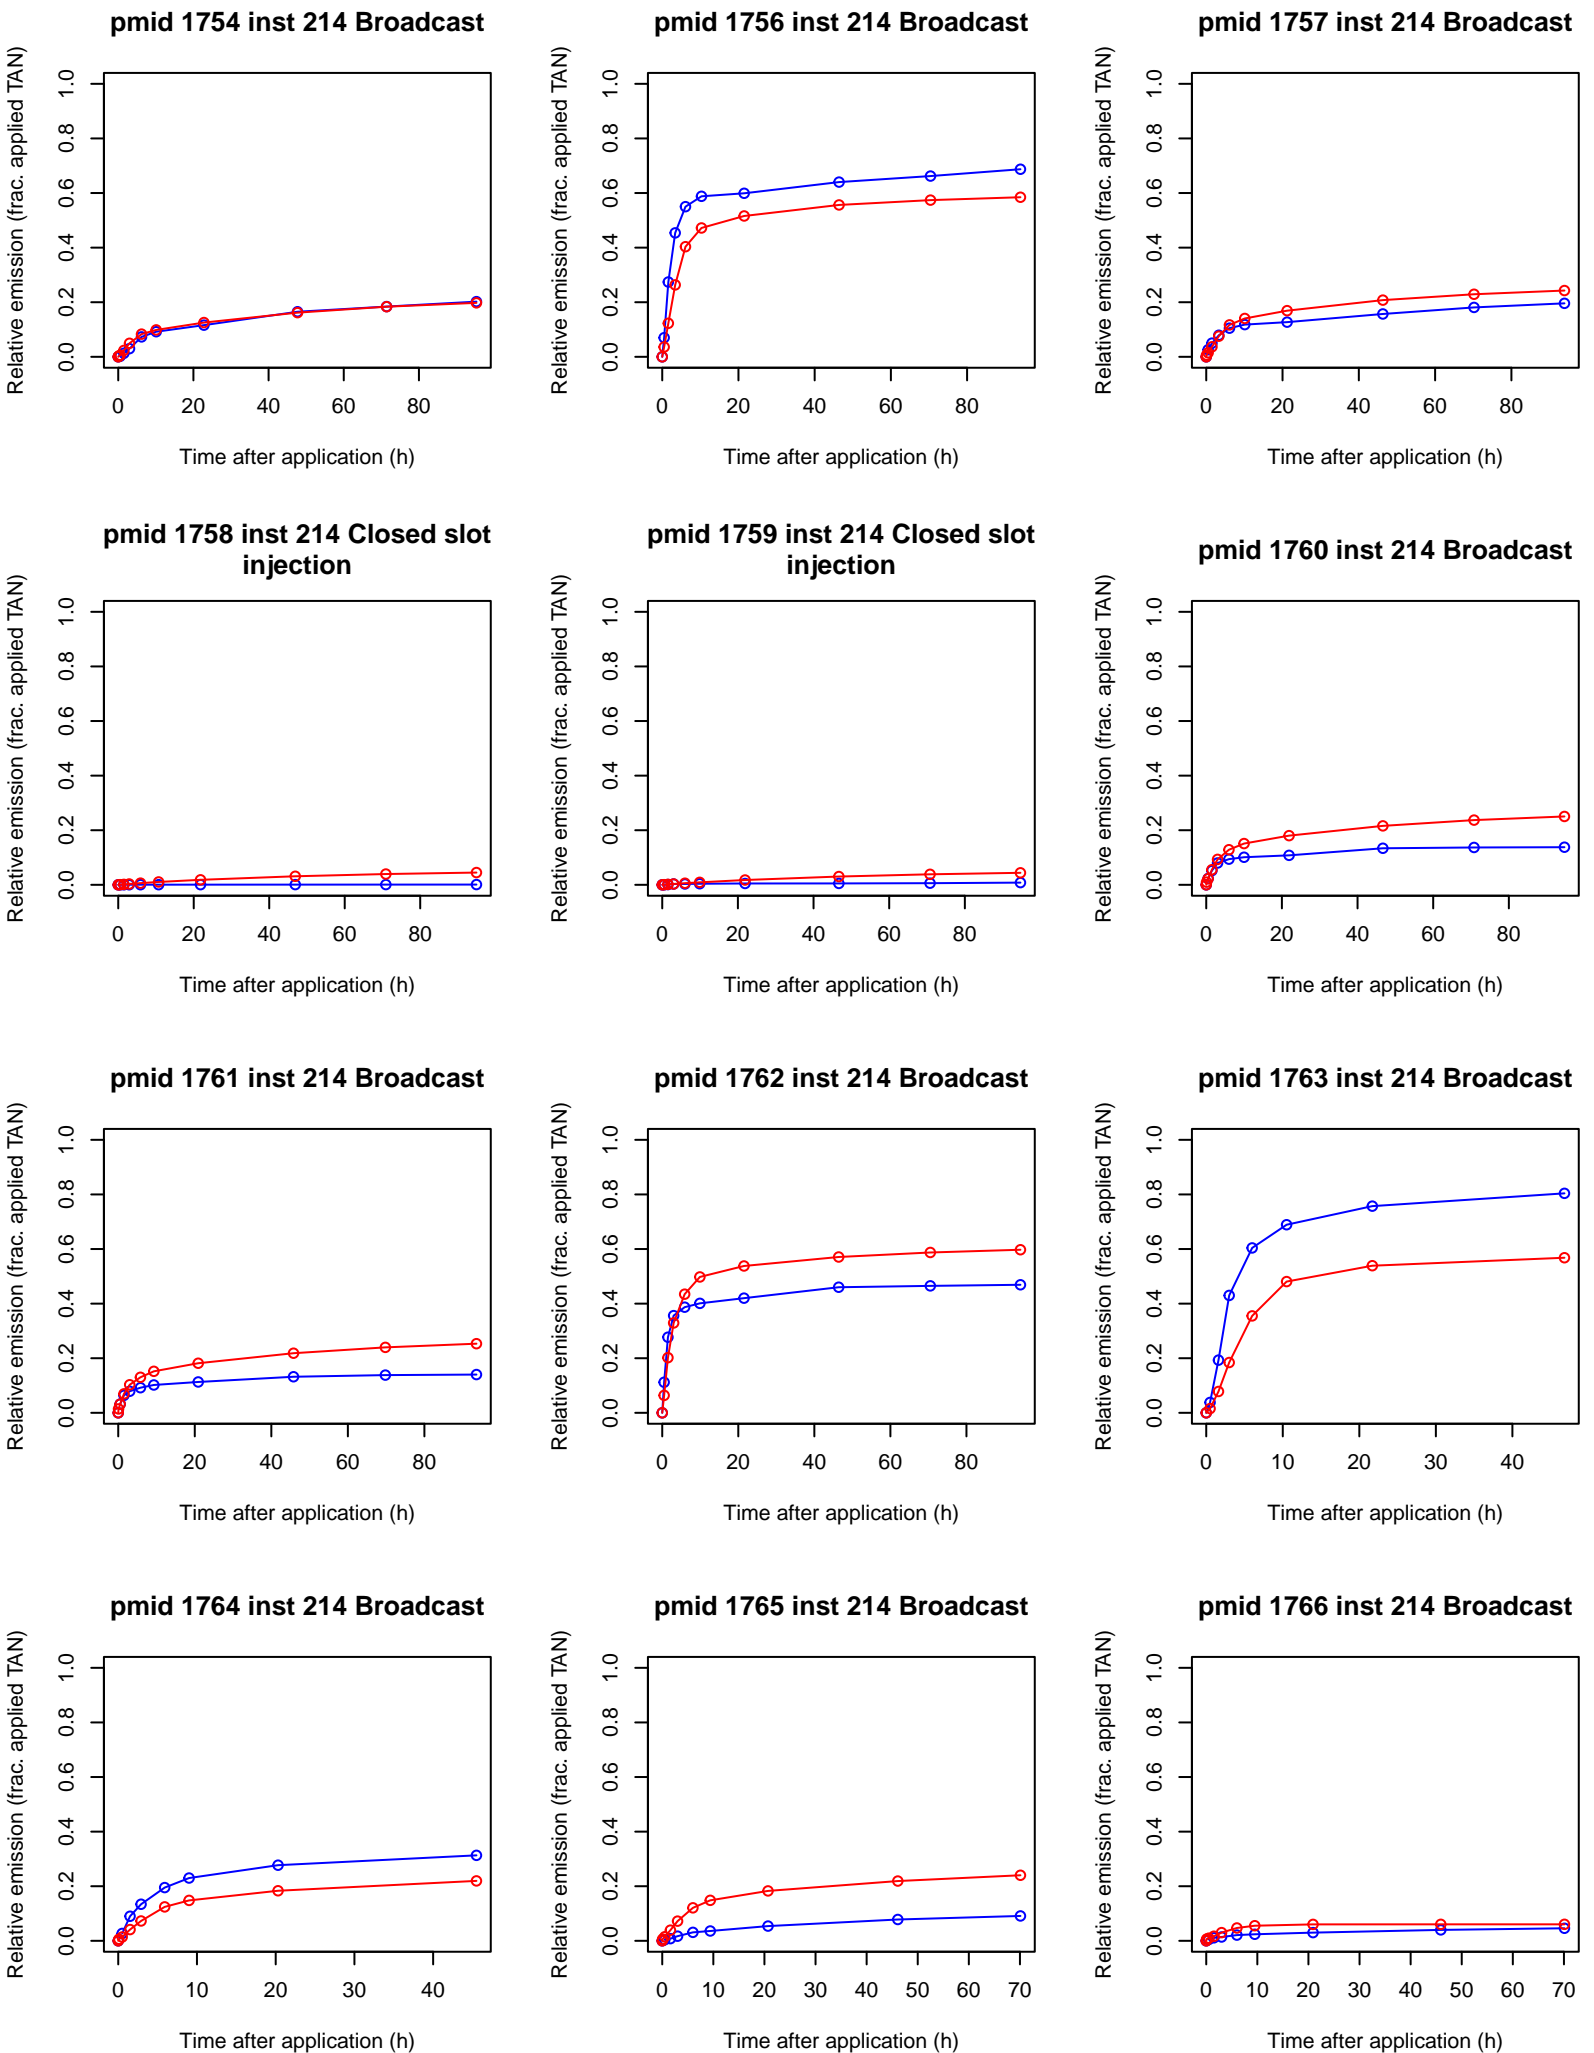 pmid 1754 inst 214 Broadcast
Relative emission (frac. applied TAN)
0.0 0.2 0.4 0.6 0.8 1.0
0 20 40 60 80
Time after application (h)
pmid 1756 inst 214 Broadcast
Relative emission (frac. applied TAN)
0.0 0.2 0.4 0.6 0.8 1.0
0 20 40 60 80
Time after application (h)
pmid 1757 inst 214 Broadcast
Relative emission (frac. applied TAN)
0.0 0.2 0.4 0.6 0.8 1.0
0 20 40 60 80
Time after application (h)
pmid 1758 inst 214 Closed slot
injection
Relative emission (frac. applied TAN)
0.0 0.2 0.4 0.6 0.8 1.0
0 20 40 60 80
Time after application (h)
pmid 1759 inst 214 Closed slot
injection
Relative emission (frac. applied TAN)
0.0 0.2 0.4 0.6 0.8 1.0
0 20 40 60 80
Time after application (h)
pmid 1760 inst 214 Broadcast
Relative emission (frac. applied TAN)
0.0 0.2 0.4 0.6 0.8 1.0
0 20 40 60 80
Time after application (h)
pmid 1761 inst 214 Broadcast
Relative emission (frac. applied TAN)
0.0 0.2 0.4 0.6 0.8 1.0
0 20 40 60 80
Time after application (h)
pmid 1762 inst 214 Broadcast
Relative emission (frac. applied TAN)
0.0 0.2 0.4 0.6 0.8 1.0
0 20 40 60 80
Time after application (h)
pmid 1763 inst 214 Broadcast
Relative emission (frac. applied TAN)
0.0 0.2 0.4 0.6 0.8 1.0
0 10 20 30 40
Time after application (h)
pmid 1764 inst 214 Broadcast
Relative emission (frac. applied TAN)
0.0 0.2 0.4 0.6 0.8 1.0
0 10 20 30 40
Time after application (h)
pmid 1765 inst 214 Broadcast
Relative emission (frac. applied TAN)
0.0 0.2 0.4 0.6 0.8 1.0
0 10 20 30 40 50 60 70
Time after application (h)
pmid 1766 inst 214 Broadcast
Relative emission (frac. applied TAN)
0.0 0.2 0.4 0.6 0.8 1.0
0 10 20 30 40 50 60 70
Time after application (h)